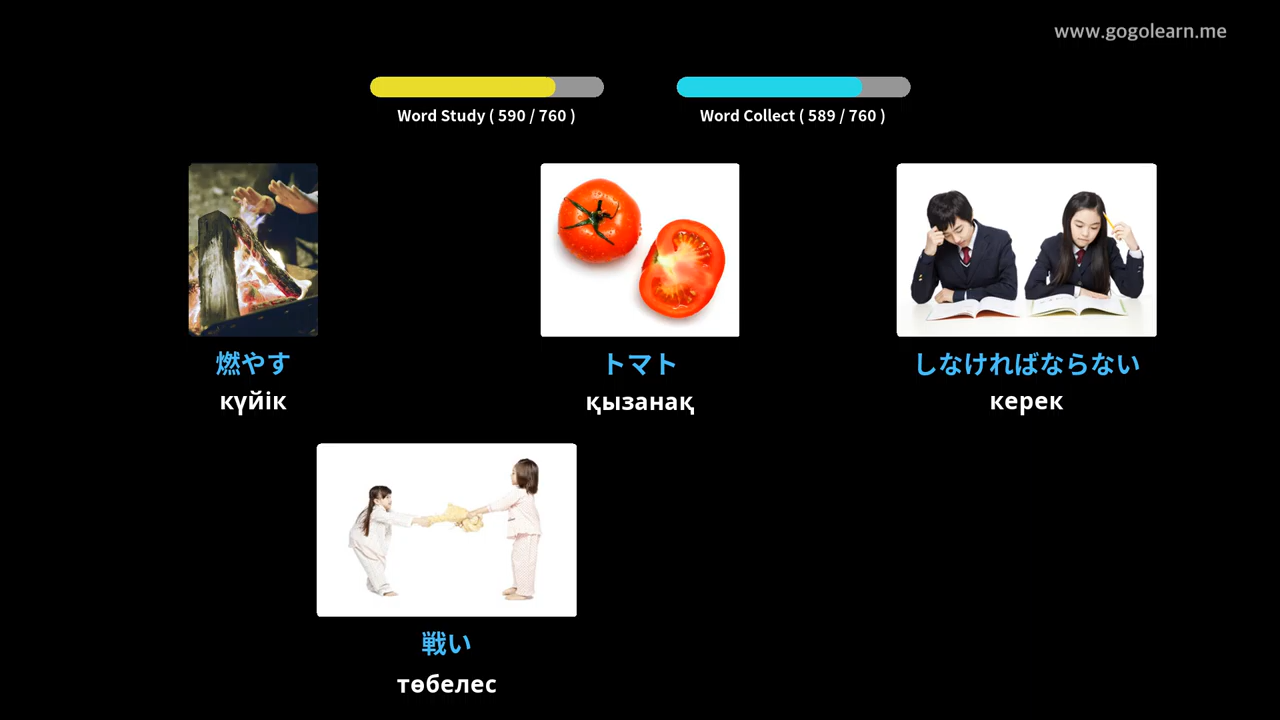 www.gogolearn.me
Word Study ( 590 / 760 )
Word Collect ( 589 / 760 )
燃やす
күйік
トマト
қызанақ
しなければならない
керек
戦い
төбелес